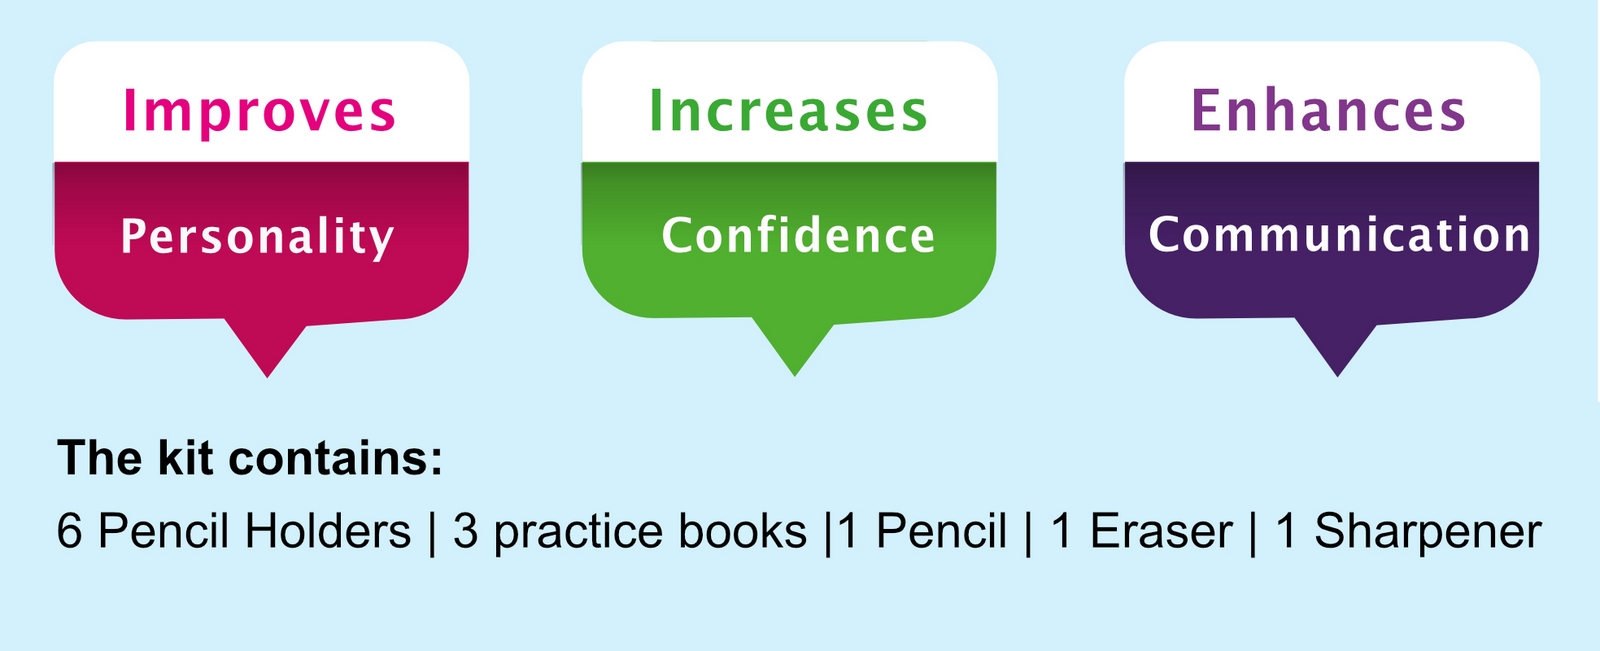 Improves
Personality
Increases
Confidence
Enhances
Communication
The kit contains:
6 Pencil Holders | 3 practice books |1 Pencil | 1 Eraser | 1 Sharpener